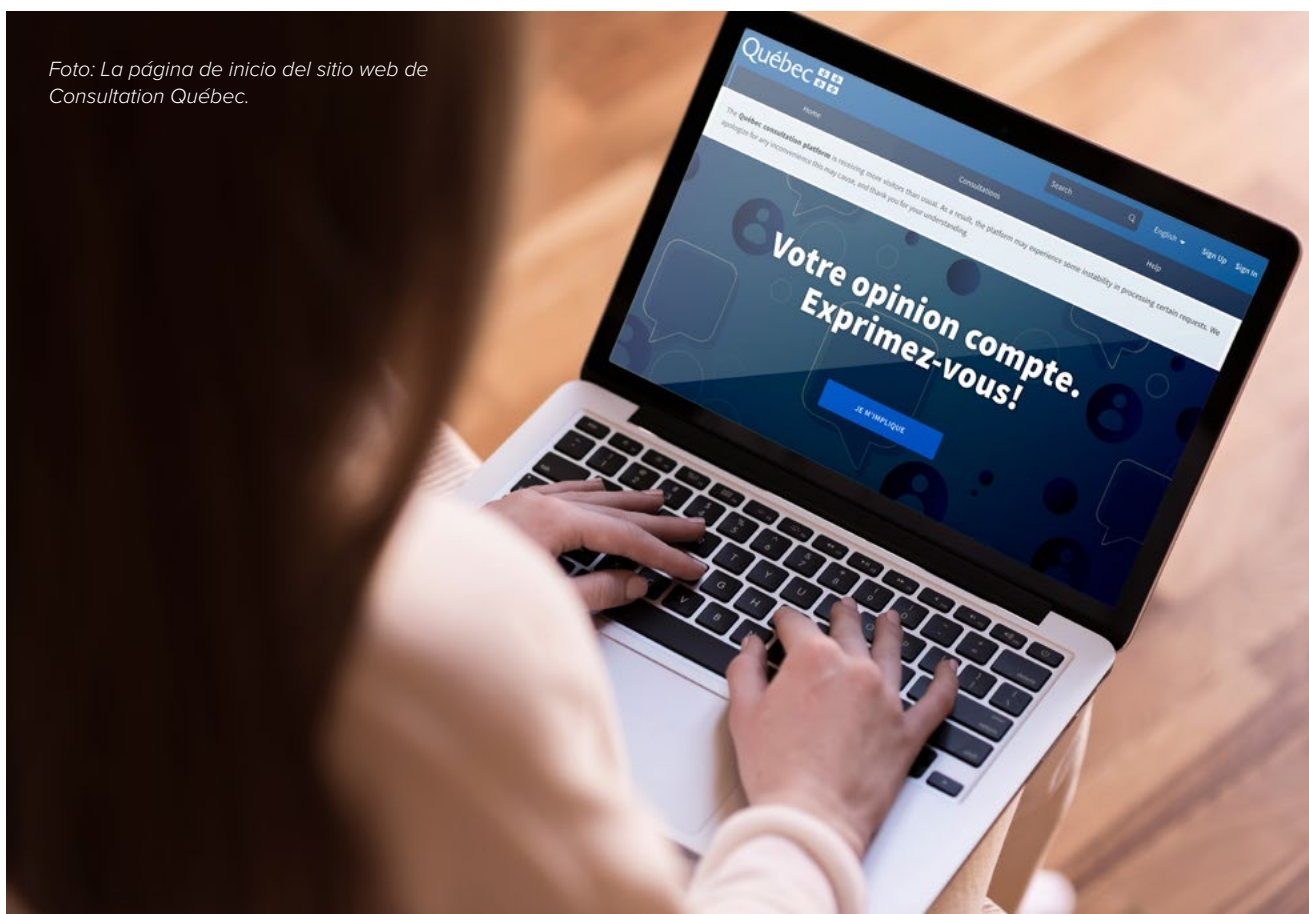 Foto: La página de inicio del sitio web de
Consultation Québec.
Québec
Home
Consultations
Search
English
Sign Up
Sign In
Help
The Québec consultation platform is receiving more visitors than usual. As a result, the platform may experience some instability in processing certain requests. We
apologize for any inconvenience this may cause, and thank you for your understanding.
Votre opinion compte.
Exprimez-vous!
JE M'IMPLIQUE